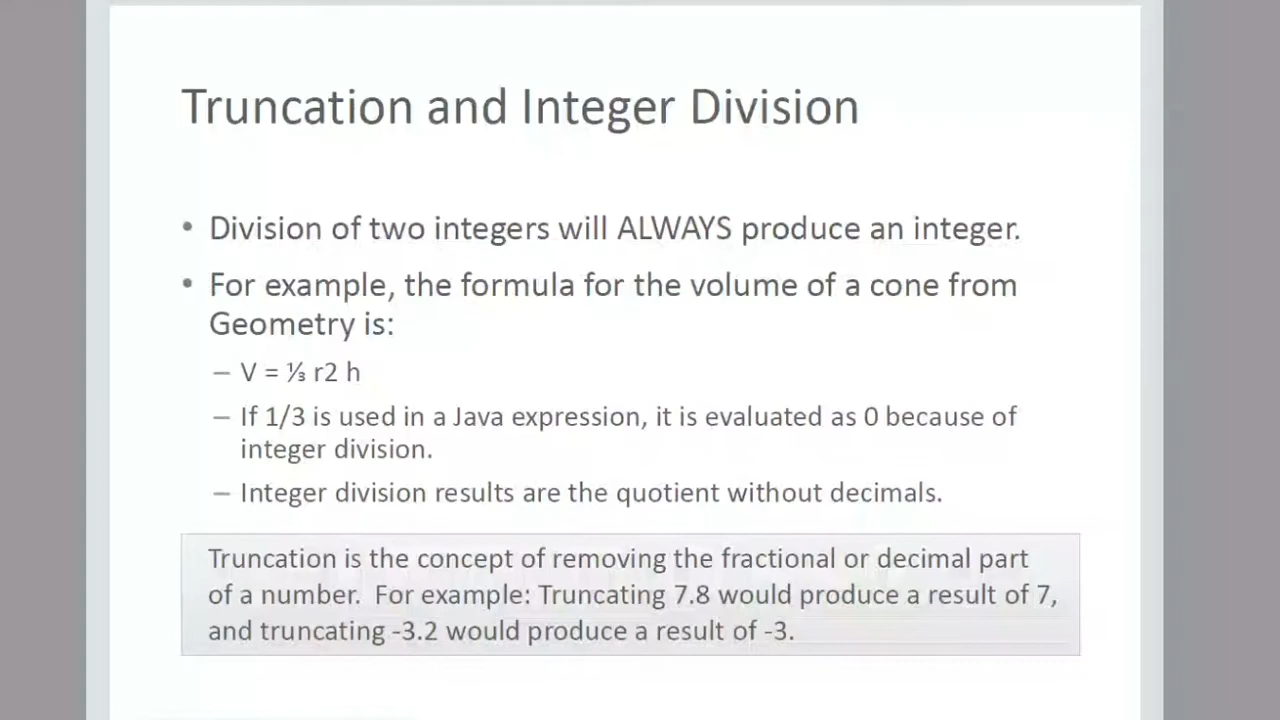 Truncation and Integer Division
• Division of two integers will ALWAYS produce an integer.
• For example, the formula for the volume of a cone from
Geometry is:
– V = ⅓ r2 h
– If 1/3 is used in a Java expression, it is evaluated as 0 because of
integer division.
– Integer division results are the quotient without decimals.
Truncation is the concept of removing the fractional or decimal part
of a number. For example: Truncating 7.8 would produce a result of 7,
and truncating -3.2 would produce a result of -3.